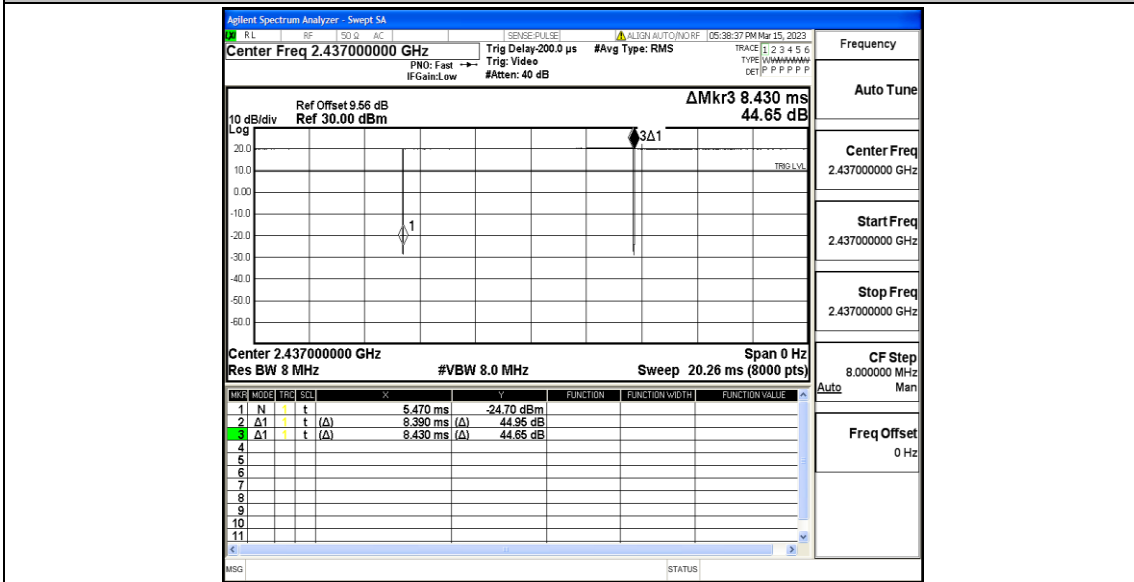 Agilent Spectrum Analyzer - Swept SA
LXI RL RF 50 Ω AC SENSE:PULSE ALIGN AUTO/NO RF 05:38:37 PM Mar 15, 2023
Center Freq 2.437000000 GHz
PNO: Fast
IFGain:Low
Trig Delay-200.0 µs
Trig: Video
#Atten: 40 dB
#Avg Type: RMS
TRACE 1 2 3 4 5 6
TYPE WWWWWW
DET P P P P P P
Ref Offset 9.56 dB
10 dB/div Ref 30.00 dBm
Log
ΔMkr3 8.430 ms
44.65 dB
3Δ1
20.0
TRIG LVL
10.0
0.00
-10.0
1
-20.0
-30.0
-40.0
-50.0
-60.0
Center 2.437000000 GHz Span 0 Hz
Res BW 8 MHz #VBW 8.0 MHz Sweep 20.26 ms (8000 pts)
MKR MODE TRC SCL X Y FUNCTION FUNCTION WIDTH FUNCTION VALUE
1 N 1 t 5.470 ms -24.70 dBm
2 Δ1 1 t (Δ) 8.390 ms (Δ) 44.95 dB
3 Δ1 1 t (Δ) 8.430 ms (Δ) 44.65 dB
4
5
6
7
8
9
10
11
MSG STATUS
Frequency
Auto Tune
Center Freq
2.437000000 GHz
Start Freq
2.437000000 GHz
Stop Freq
2.437000000 GHz
CF Step
8.000000 MHz
Auto Man
Freq Offset
0 Hz